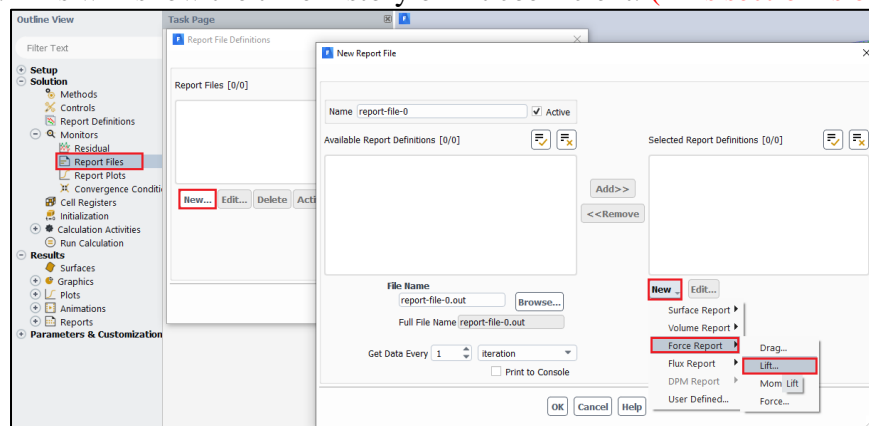 Outline View
Filter Text
Setup
Solution
Methods
Controls
Report Definitions
Monitors
Residual
Report Files
Report Plots
Convergence Conditi
Cell Registers
Initialization
Calculation Activities
Run Calculation
Results
Surfaces
Graphics
Plots
Animations
Reports
Parameters & Customization
Task Page
Report File Definitions
Report Files [0/0]
New... Edit... Delete Acti
New Report File
Name report-file-0 Active
Available Report Definitions [0/0]
Selected Report Definitions [0/0]
Add>>
<<Remove
File Name
report-file-0.out Browse...
Full File Name report-file-0.out
Get Data Every 1 iteration
Print to Console
New Edit...
Surface Report
Volume Report
Force Report
Flux Report
DPM Report
User Defined...
Drag...
Lift...
Mom Lift
Force...
OK Cancel Help